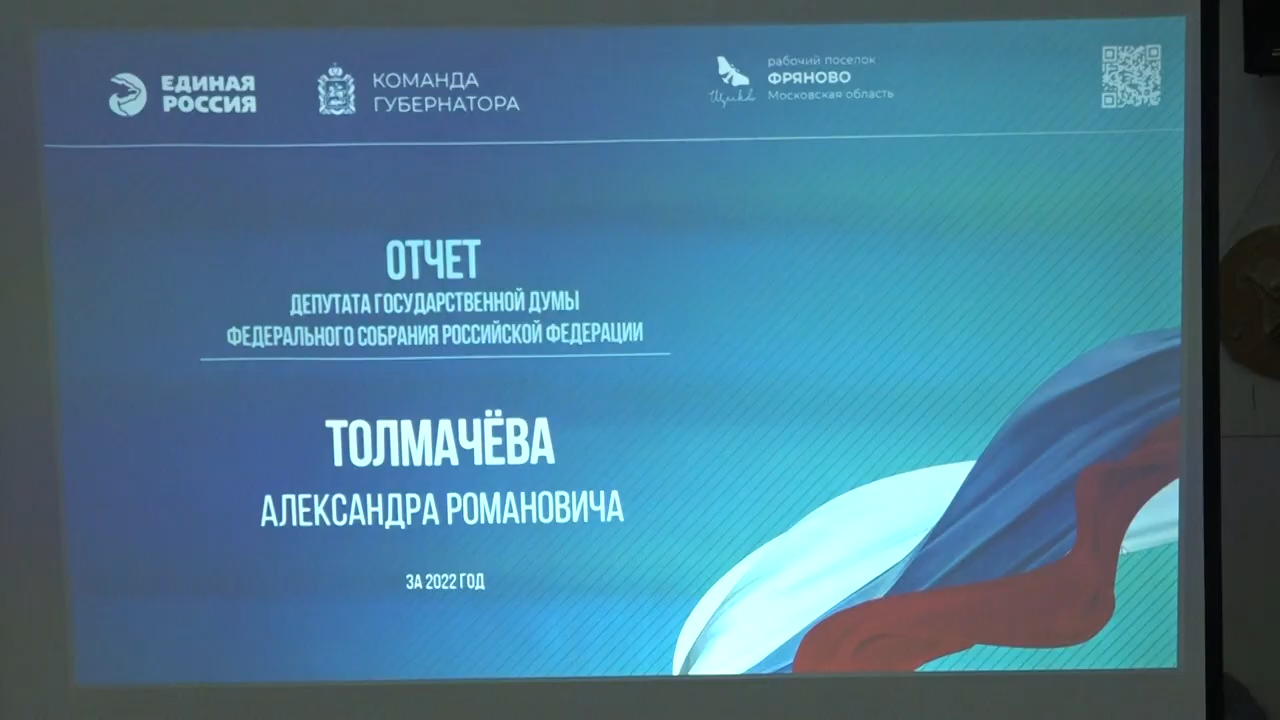 ЕДИНАЯ
РОССИЯ
КОМАНДА
ГУБЕРНАТОРА
рабочий поселок
ФРЯНОВО
Московская область
ОТЧЕТ
ДЕПУТАТА ГОСУДАРСТВЕННОЙ ДУМЫ
ФЕДЕРАЛЬНОГО СОБРАНИЯ РОССИЙСКОЙ ФЕДЕРАЦИИ
ТОЛМАЧЁВА
АЛЕКСАНДРА РОМАНОВИЧА
ЗА 2022 ГОД